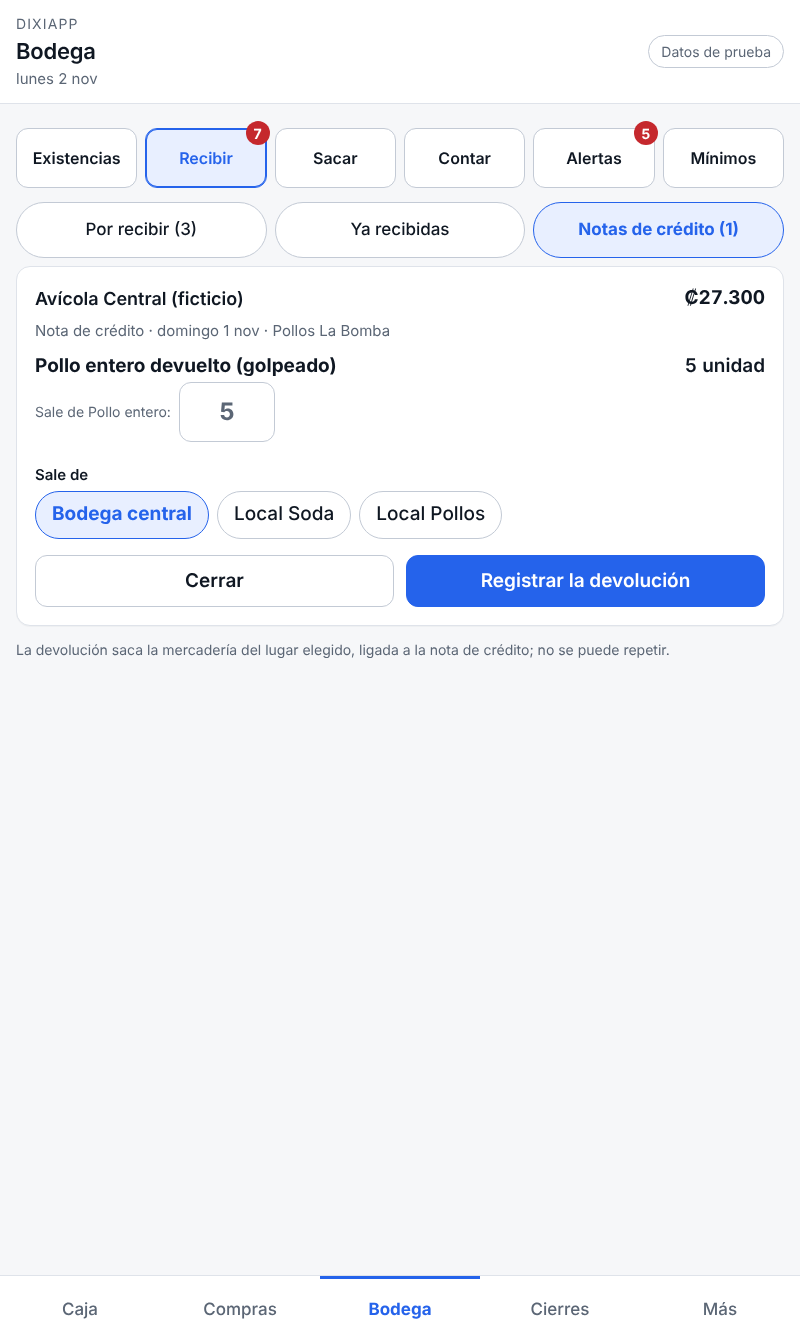 DIXIAPP
Bodega
lunes 2 nov
Datos de prueba
Existencias
Recibir
7
Sacar
Contar
Alertas
5
Mínimos
Por recibir (3)
Ya recibidas
Notas de crédito (1)
Avícola Central (ficticio)
₡27.300
Nota de crédito · domingo 1 nov · Pollos La Bomba
Pollo entero devuelto (golpeado)
5 unidad
Sale de Pollo entero:
5
Sale de
Bodega central
Local Soda
Local Pollos
Cerrar
Registrar la devolución
La devolución saca la mercadería del lugar elegido, ligada a la nota de crédito; no se puede repetir.
Caja
Compras
Bodega
Cierres
Más